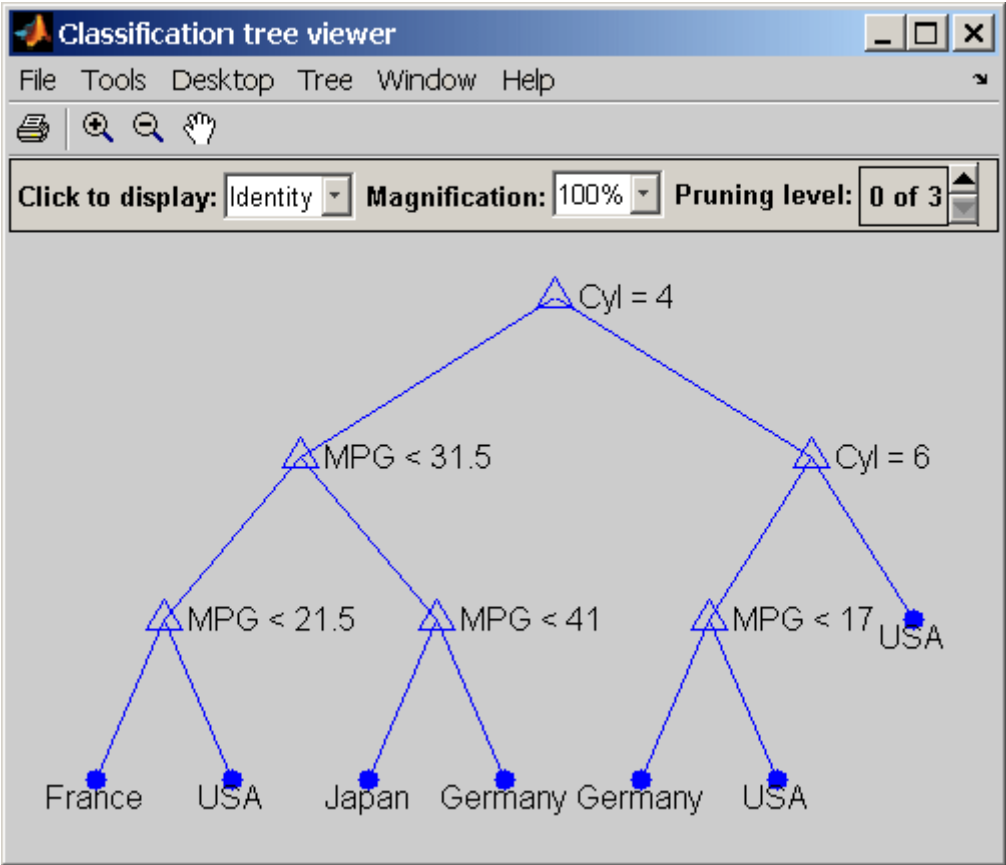 Classification tree viewer
File Tools Desktop Tree Window Help
Click to display: Identity Magnification: 100% Pruning level: 0 of 3
Cyl = 4
MPG < 31.5 Cyl = 6
MPG < 21.5 MPG < 41 MPG < 17 USA
France USA Japan Germany Germany USA